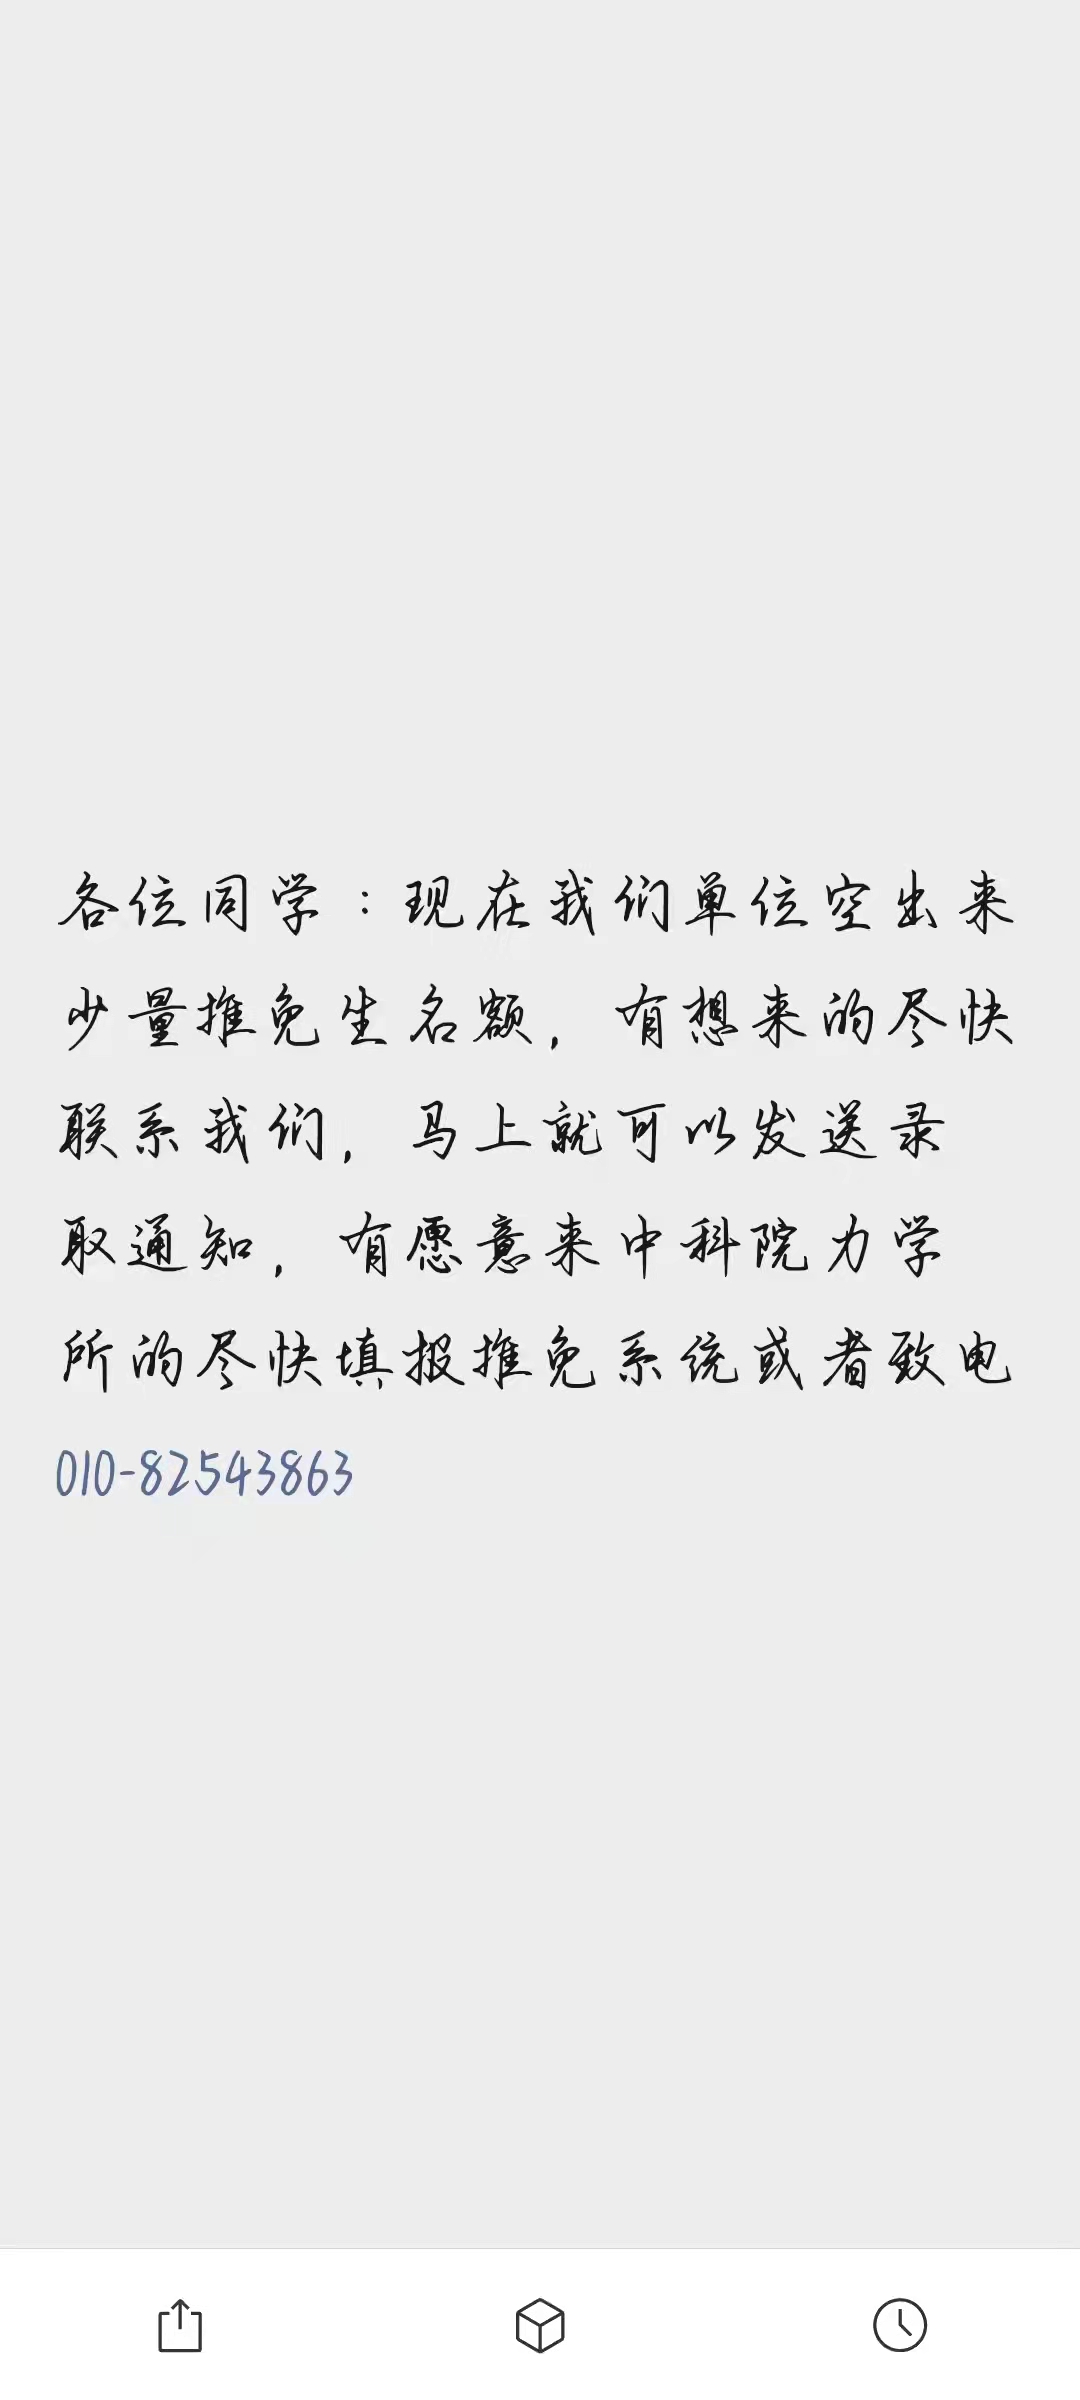 各位同学：现在我们单位空出来
少量推免生名额，有想来的尽快
联系我们，马上就可以发送录
取通知，有愿意来中科院力学
所的尽快填报推免系统或者致电
010-82543863